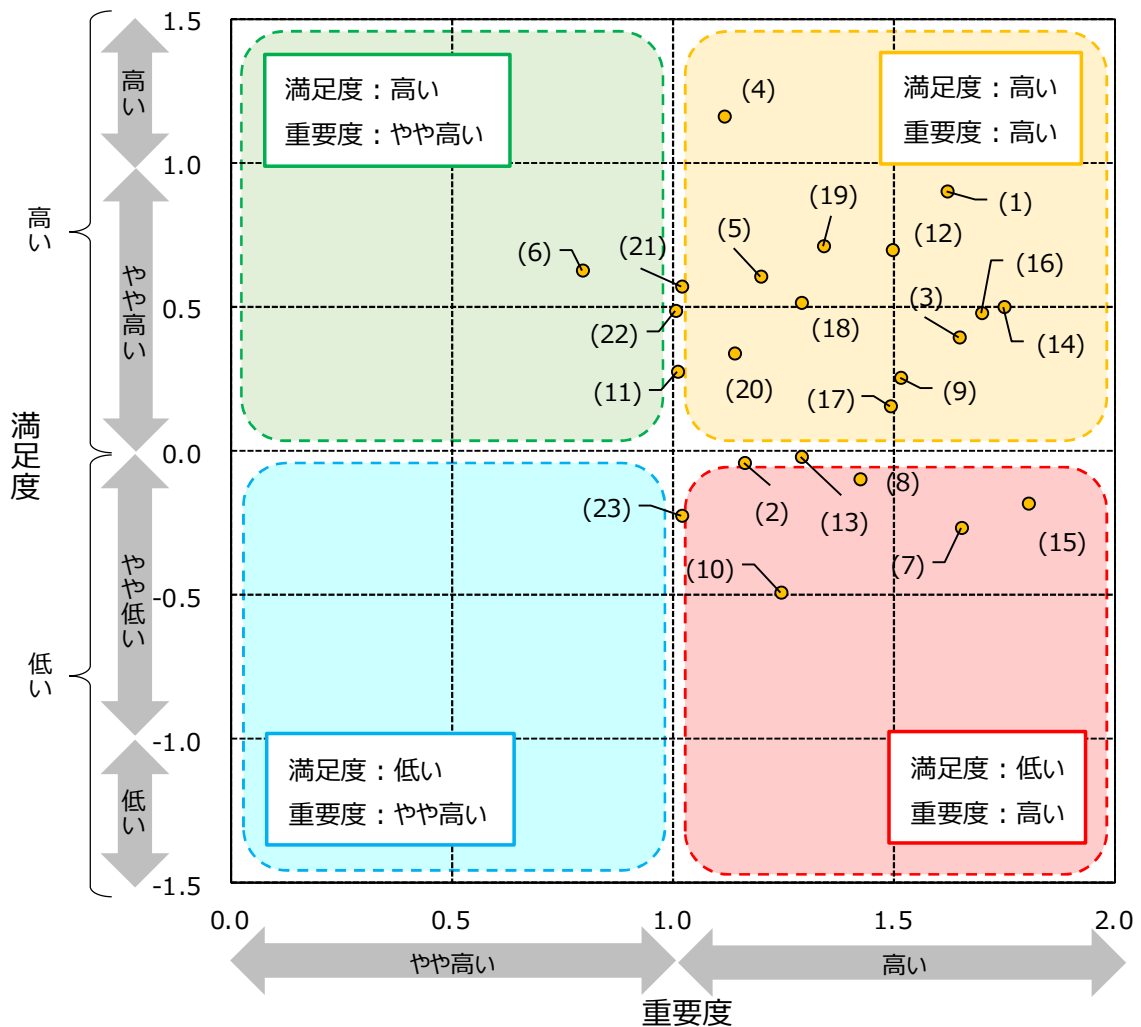 1.5
1.0
0.5
0.0
-0.5
-1.0
-1.5
満足度
高い
低い
高い
やや高い
やや低い
低い
満足度：高い
重要度：やや高い
満足度：高い
重要度：高い
(4)
(19)
(1)
(5)
(12)
(21)
(6)
(16)
(3)
(22)
(18)
(14)
(11)
(20)
(17)
(9)
(23)
(2)
(13)
(8)
(10)
(7)
(15)
満足度：低い
重要度：やや高い
満足度：低い
重要度：高い
0.0
0.5
1.0
1.5
2.0
やや高い
高い
重要度